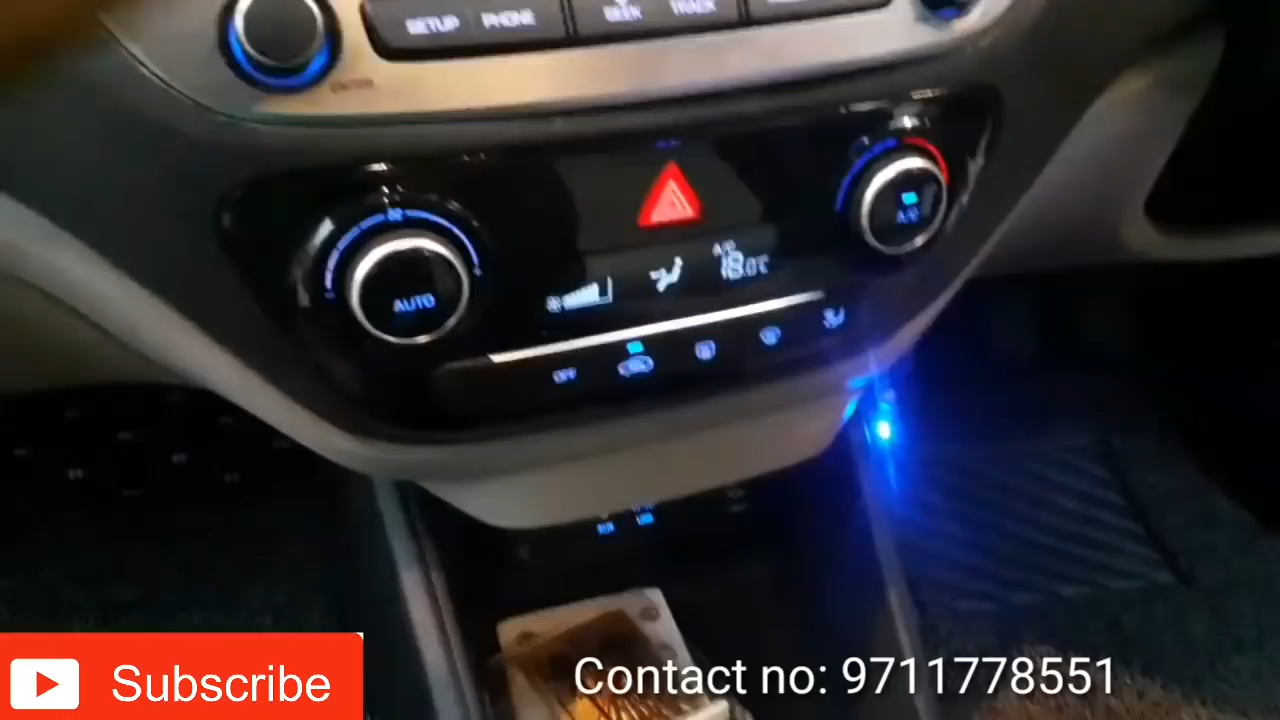 SETUP PHONE SEEK TRACK
AUTO
A/C
A/C
18.0°C
OFF
Subscribe
Contact no: 9711778551